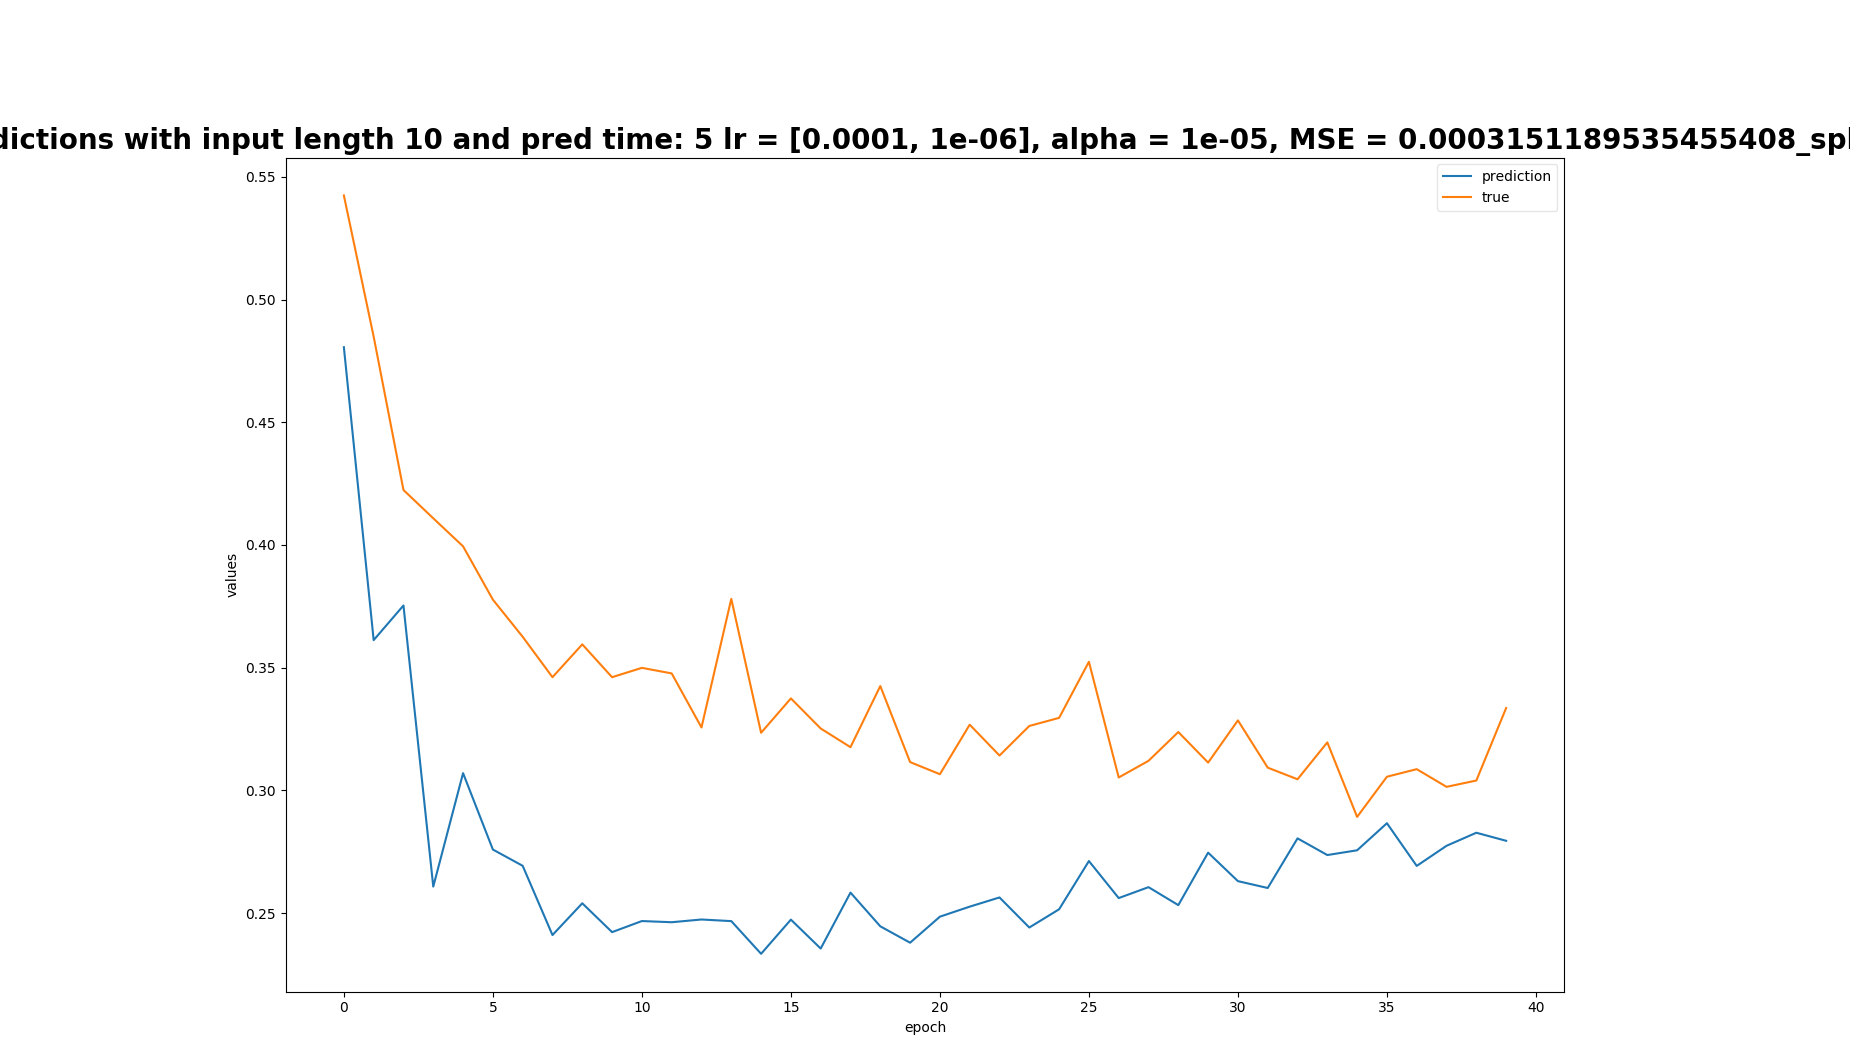 dictions with input length 10 and pred time: 5 lr = [0.0001, 1e-06], alpha = 1e-05, MSE = 0.0003151189535455408_spl
prediction
true
0.55
0.50
0.45
0.40
0.35
0.30
0.25
values
0 5 10 15 20 25 30 35 40
epoch